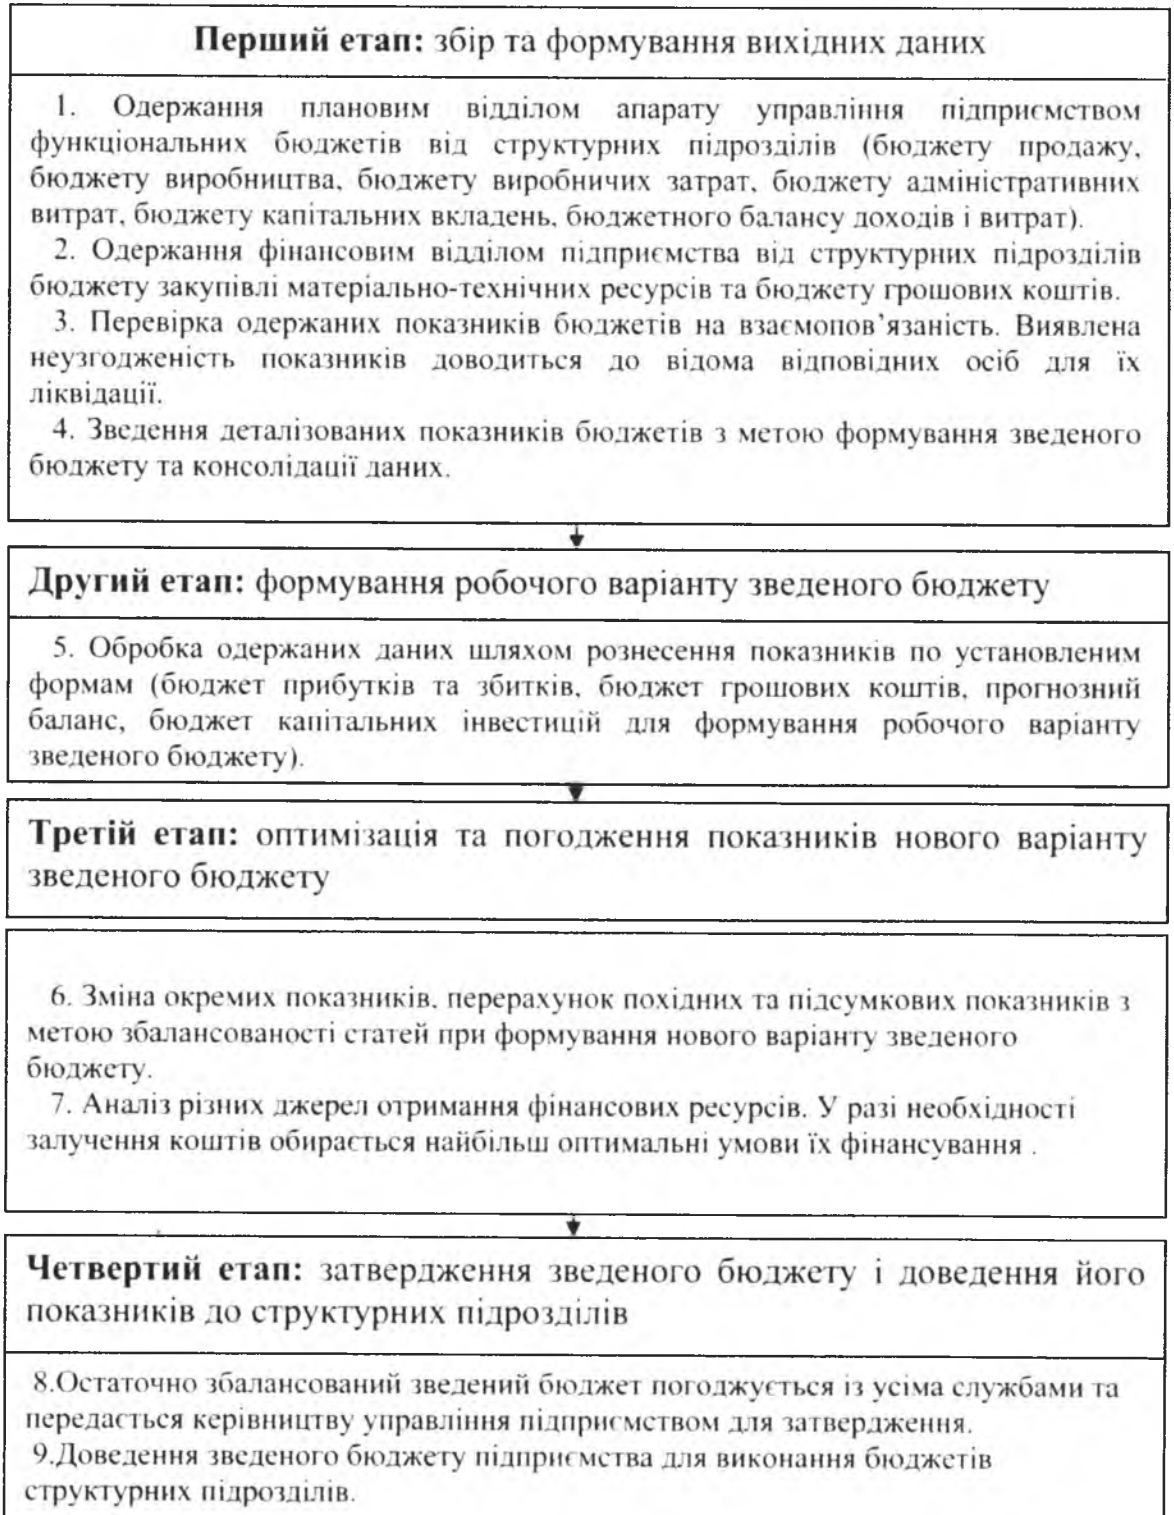 Перший етап: збір та формування вихідних даних
1. Одержання плановим відділом апарату управління підприємством
функціональних бюджетів від структурних підрозділів (бюджету продажу,
бюджету виробництва, бюджету виробничих затрат, бюджету адміністративних
витрат, бюджету капітальних вкладень, бюджетного балансу доходів і витрат).
2. Одержання фінансовим відділом підприємства від структурних підрозділів
бюджету закупівлі матеріально-технічних ресурсів та бюджету грошових коштів.
3. Перевірка одержаних показників бюджетів на взаємопов’язаність. Виявлена
неузгодженість показників доводиться до відома відповідних осіб для їх
ліквідації.
4. Зведення деталізованих показників бюджетів з метою формування зведеного
бюджету та консолідації даних.
Другий етап: формування робочого варіанту зведеного бюджету
5. Обробка одержаних даних шляхом рознесення показників по установленим
формам (бюджет прибутків та збитків, бюджет грошових коштів, прогнозний
баланс, бюджет капітальних інвестицій для формування робочого варіанту
зведеного бюджету).
Третій етап: оптимізація та погодження показників нового варіанту
зведеного бюджету
6. Зміна окремих показників, перерахунок похідних та підсумкових показників з
метою збалансованості статей при формування нового варіанту зведеного
бюджету.
7. Аналіз різних джерел отримання фінансових ресурсів. У разі необхідності
залучення коштів обирається найбільш оптимальні умови їх фінансування .
Четвертий етап: затвердження зведеного бюджету і доведення його
показників до структурних підрозділів
8.Остаточно збалансований зведений бюджет погоджується із усіма службами та
передається керівництву управління підприємством для затвердження.
9.Доведення зведеного бюджету підприємства для виконання бюджетів
структурних підрозділів.